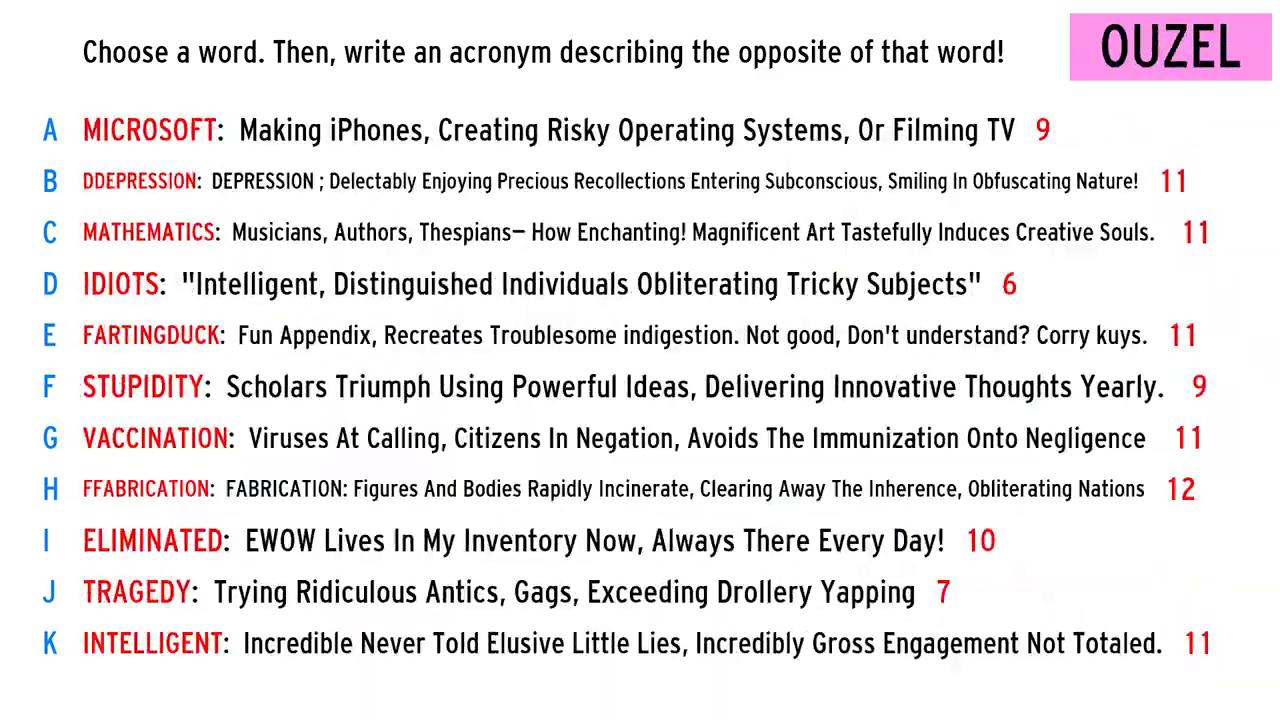 Choose a word. Then, write an acronym describing the opposite of that word!
OUZEL
A MICROSOFT: Making iPhones, Creating Risky Operating Systems, Or Filming TV 9
B DDEPRESSION: DEPRESSION ; Delectably Enjoying Precious Recollections Entering Subconscious, Smiling In Obfuscating Nature! 11
C MATHEMATICS: Musicians, Authors, Thespians— How Enchanting! Magnificent Art Tastefully Induces Creative Souls. 11
D IDIOTS: "Intelligent, Distinguished Individuals Obliterating Tricky Subjects" 6
E FARTINGDUCK: Fun Appendix, Recreates Troublesome indigestion. Not good, Don't understand? Corry kuys. 11
F STUPIDITY: Scholars Triumph Using Powerful Ideas, Delivering Innovative Thoughts Yearly. 9
G VACCINATION: Viruses At Calling, Citizens In Negation, Avoids The Immunization Onto Negligence 11
H FFABRICATION: FABRICATION: Figures And Bodies Rapidly Incinerate, Clearing Away The Inherence, Obliterating Nations 12
I ELIMINATED: EWOW Lives In My Inventory Now, Always There Every Day! 10
J TRAGEDY: Trying Ridiculous Antics, Gags, Exceeding Drollery Yapping 7
K INTELLIGENT: Incredible Never Told Elusive Little Lies, Incredibly Gross Engagement Not Totaled. 11